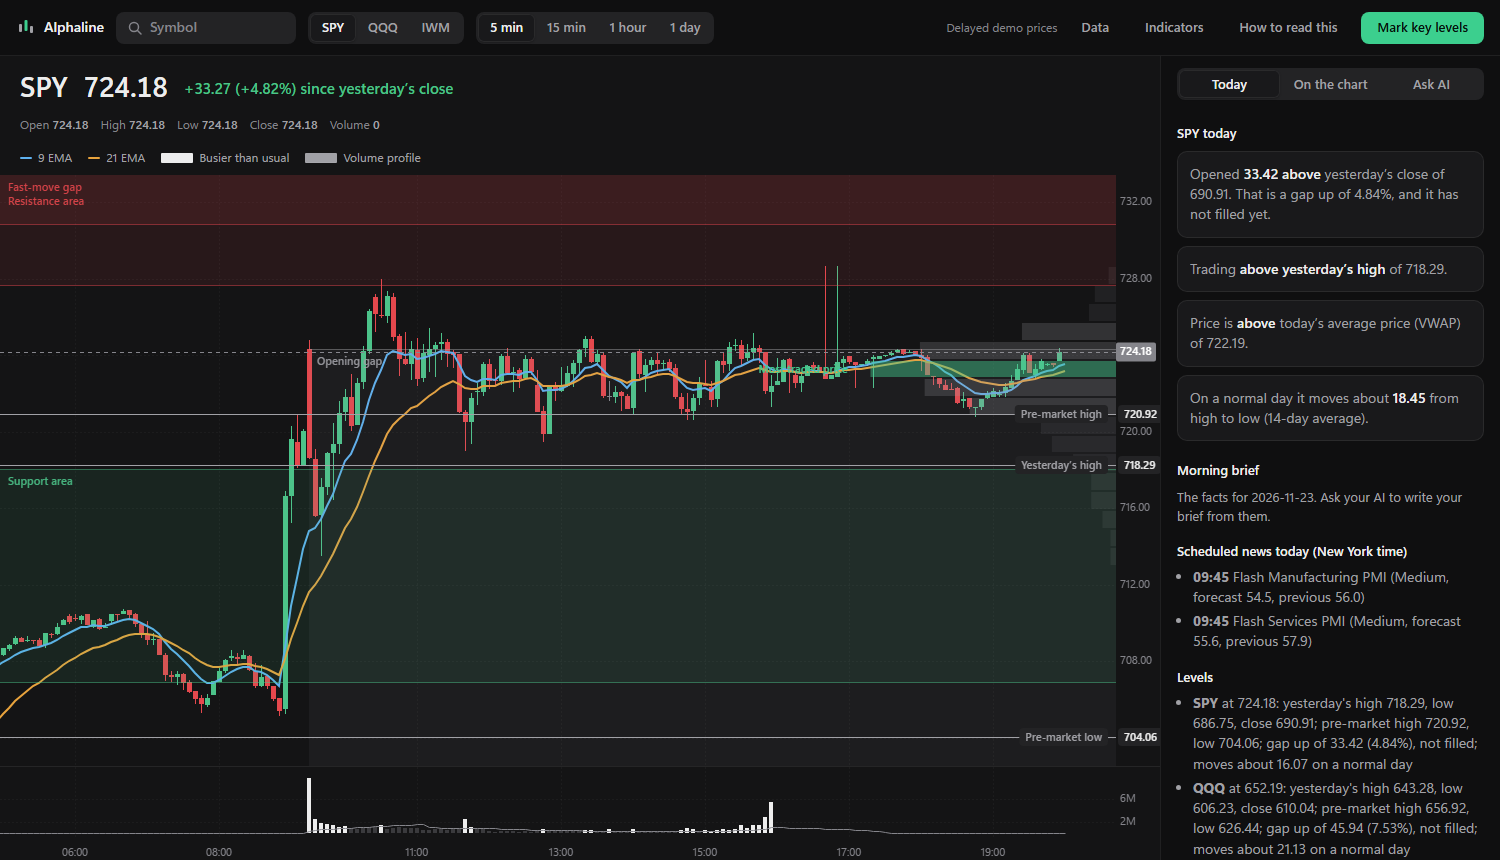 Alphaline
Symbol
SPY QQQ IWM
5 min 15 min 1 hour 1 day
Delayed demo prices
Data
Indicators
How to read this
Mark key levels
SPY 724.18 +33.27 (+4.82%) since yesterday's close
Open 724.18 High 724.18 Low 724.18 Close 724.18 Volume 0
9 EMA 21 EMA Busier than usual Volume profile
Fast-move gap
Resistance area
Opening gap
Support area
Pre-market high 720.92
Yesterday's high 718.29
Pre-market low 704.06
732.00
728.00
724.18
720.00
716.00
712.00
708.00
6M
2M
06:00 08:00 11:00 13:00 15:00 17:00 19:00
Today On the chart Ask AI
SPY today
Opened 33.42 above yesterday's close of
690.91. That is a gap up of 4.84%, and it has
not filled yet.
Trading above yesterday's high of 718.29.
Price is above today's average price (VWAP)
of 722.19.
On a normal day it moves about 18.45 from
high to low (14-day average).
Morning brief
The facts for 2026-11-23. Ask your AI to write your
brief from them.
Scheduled news today (New York time)
09:45 Flash Manufacturing PMI (Medium,
forecast 54.5, previous 56.0)
09:45 Flash Services PMI (Medium, forecast
55.6, previous 57.9)
Levels
SPY at 724.18: yesterday's high 718.29, low
686.75, close 690.91; pre-market high 720.92,
low 704.06; gap up of 33.42 (4.84%), not filled;
moves about 16.07 on a normal day
QQQ at 652.19: yesterday's high 643.28, low
606.23, close 610.04; pre-market high 656.92,
low 626.44; gap up of 45.94 (7.53%), not filled;
moves about 21.13 on a normal day